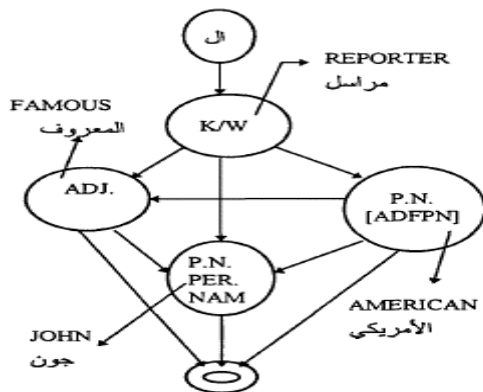 ال
REPORTER
مراسل
FAMOUS
المعروف
K/W
ADJ.
P.N.
[ADFPN]
P.N.
PER.
NAM
AMERICAN
الأمريكي
JOHN
جون